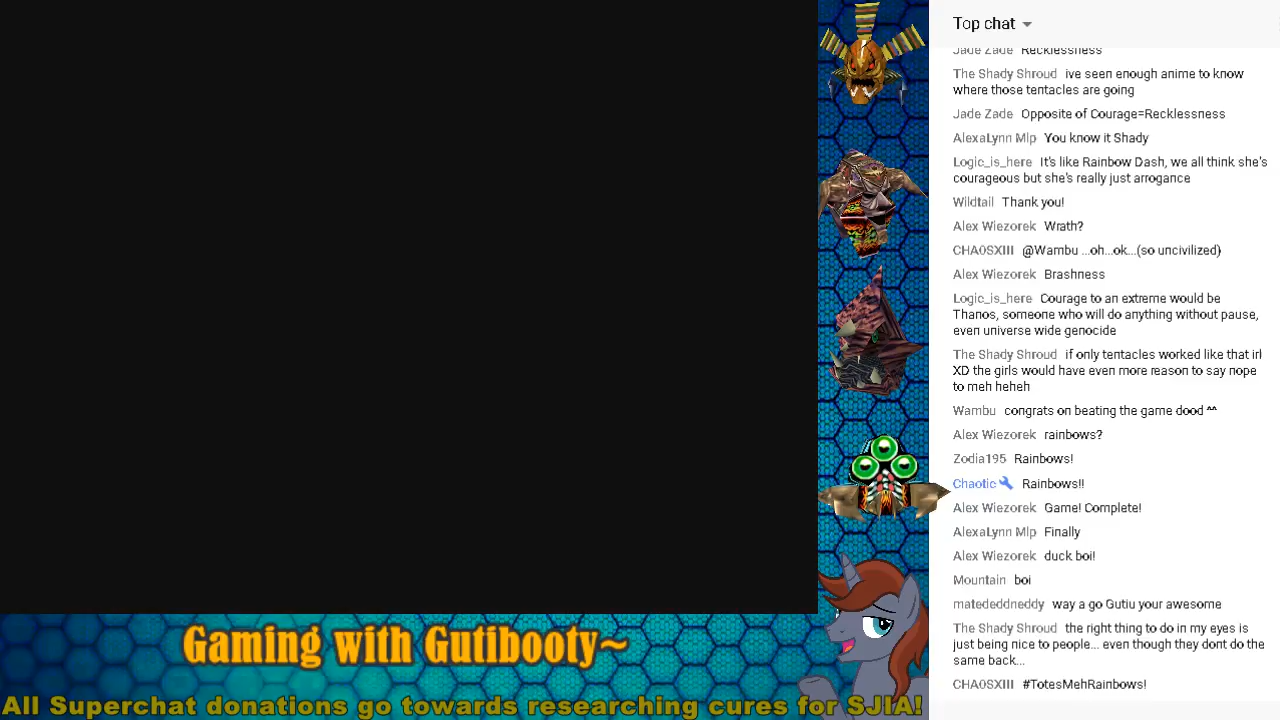 Top chat
Jade Zade Recklessness
The Shady Shroud ive seen enough anime to know
where those tentacles are going
Jade Zade Opposite of Courage=Recklessness
AlexaLynn Mlp You know it Shady
Logic_is_here It's like Rainbow Dash, we all think she's
courageous but she's really just arrogance
Wildtail Thank you!
Alex Wiezorek Wrath?
CHA0SXIII @Wambu ...oh...ok...(so uncivilized)
Alex Wiezorek Brashness
Logic_is_here Courage to an extreme would be
Thanos, someone who will do anything without pause,
even universe wide genocide
The Shady Shroud if only tentacles worked like that irl
XD the girls would have even more reason to say nope
to meh heheh
Wambu congrats on beating the game dood ^^
Alex Wiezorek rainbows?
Zodia195 Rainbows!
Chaotic Rainbows!!
Alex Wiezorek Game! Complete!
AlexaLynn Mlp Finally
Alex Wiezorek duck boi!
Mountain boi
matededdneddy way a go Gutiu your awesome
The Shady Shroud the right thing to do in my eyes is
just being nice to people... even though they dont do the
same back...
CHA0SXIII #TotesMehRainbows!
Gaming with Gutibooty~
All Superchat donations go towards researching cures for SJIA!